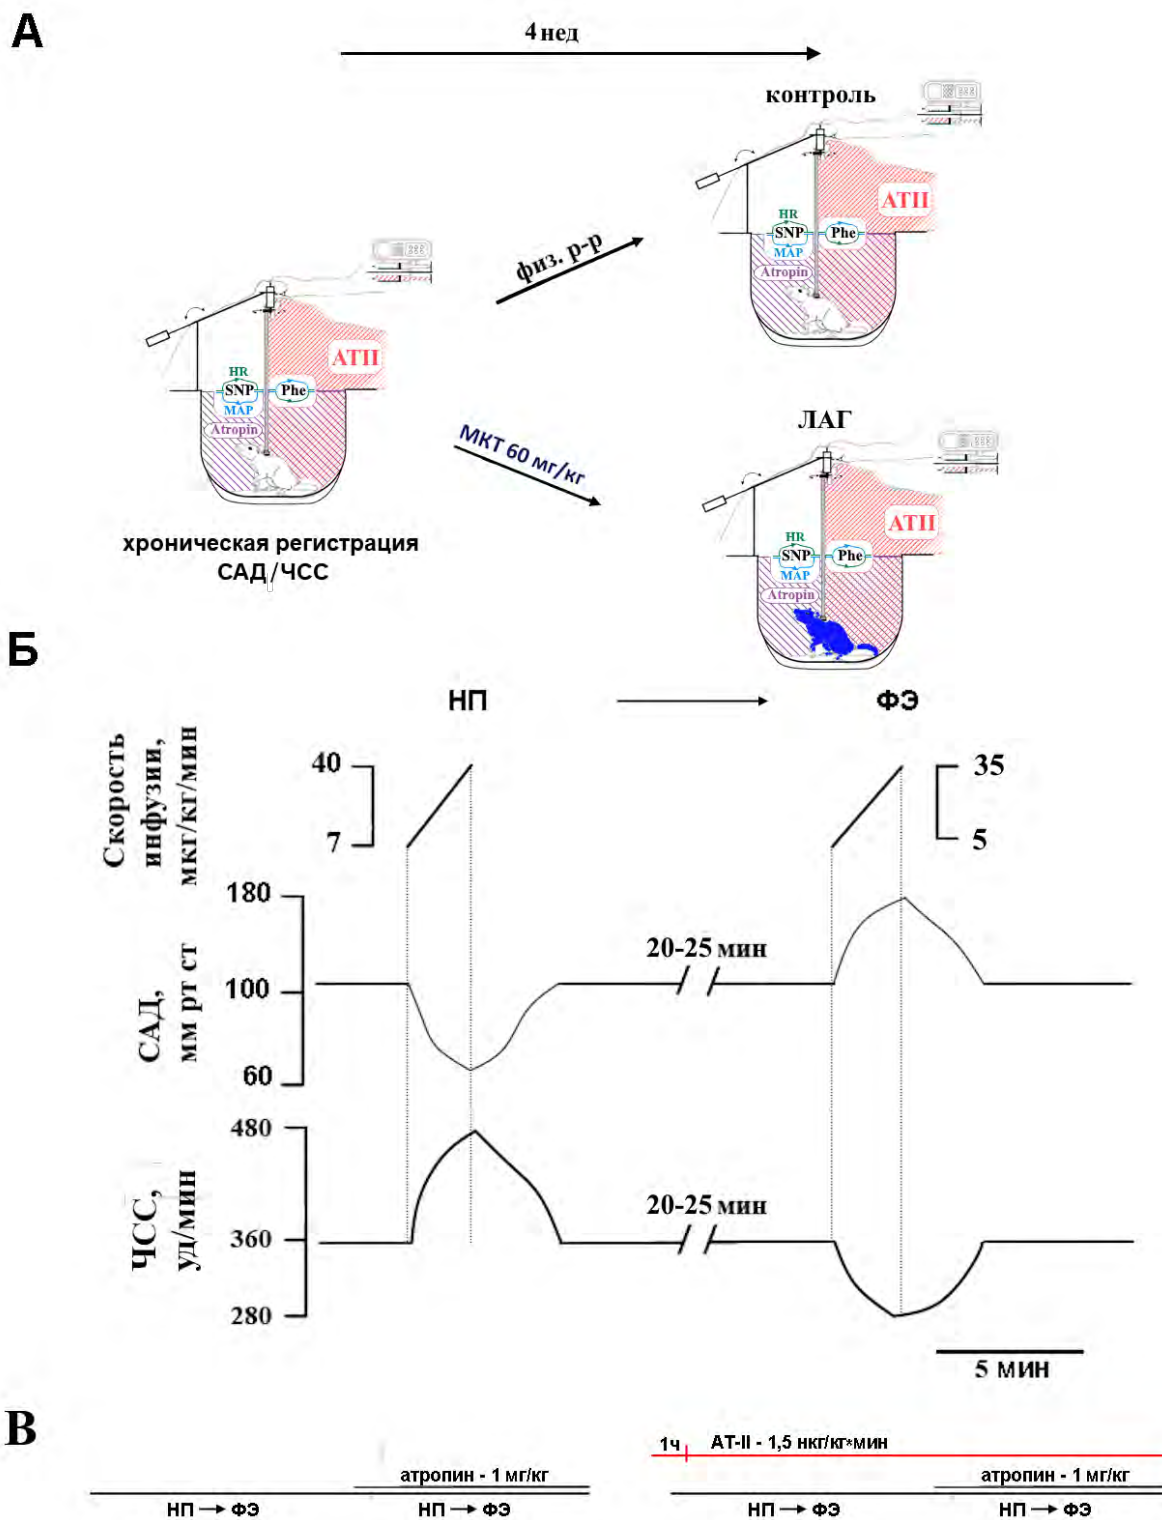 А
4 нед
контроль
АТII
HR
SNP
Phe
MAP
Atropin
физ. р-р
АТII
HR
SNP
Phe
MAP
Atropin
МКТ 60 мг/кг
ЛАГ
АТII
HR
SNP
Phe
MAP
Atropin
хроническая регистрация
САД/ЧСС
Б
НП
ФЭ
Скорость
инфузии,
мкг/кг/мин
40
7
35
5
САД,
мм рт ст
180
100
60
20-25 мин
ЧСС,
уд/мин
480
360
280
20-25 мин
5 мин
В
1ч
АТ-II - 1,5 нкг/кг*мин
атропин - 1 мг/кг
атропин - 1 мг/кг
НП → ФЭ
НП → ФЭ
НП → ФЭ
НП → ФЭ